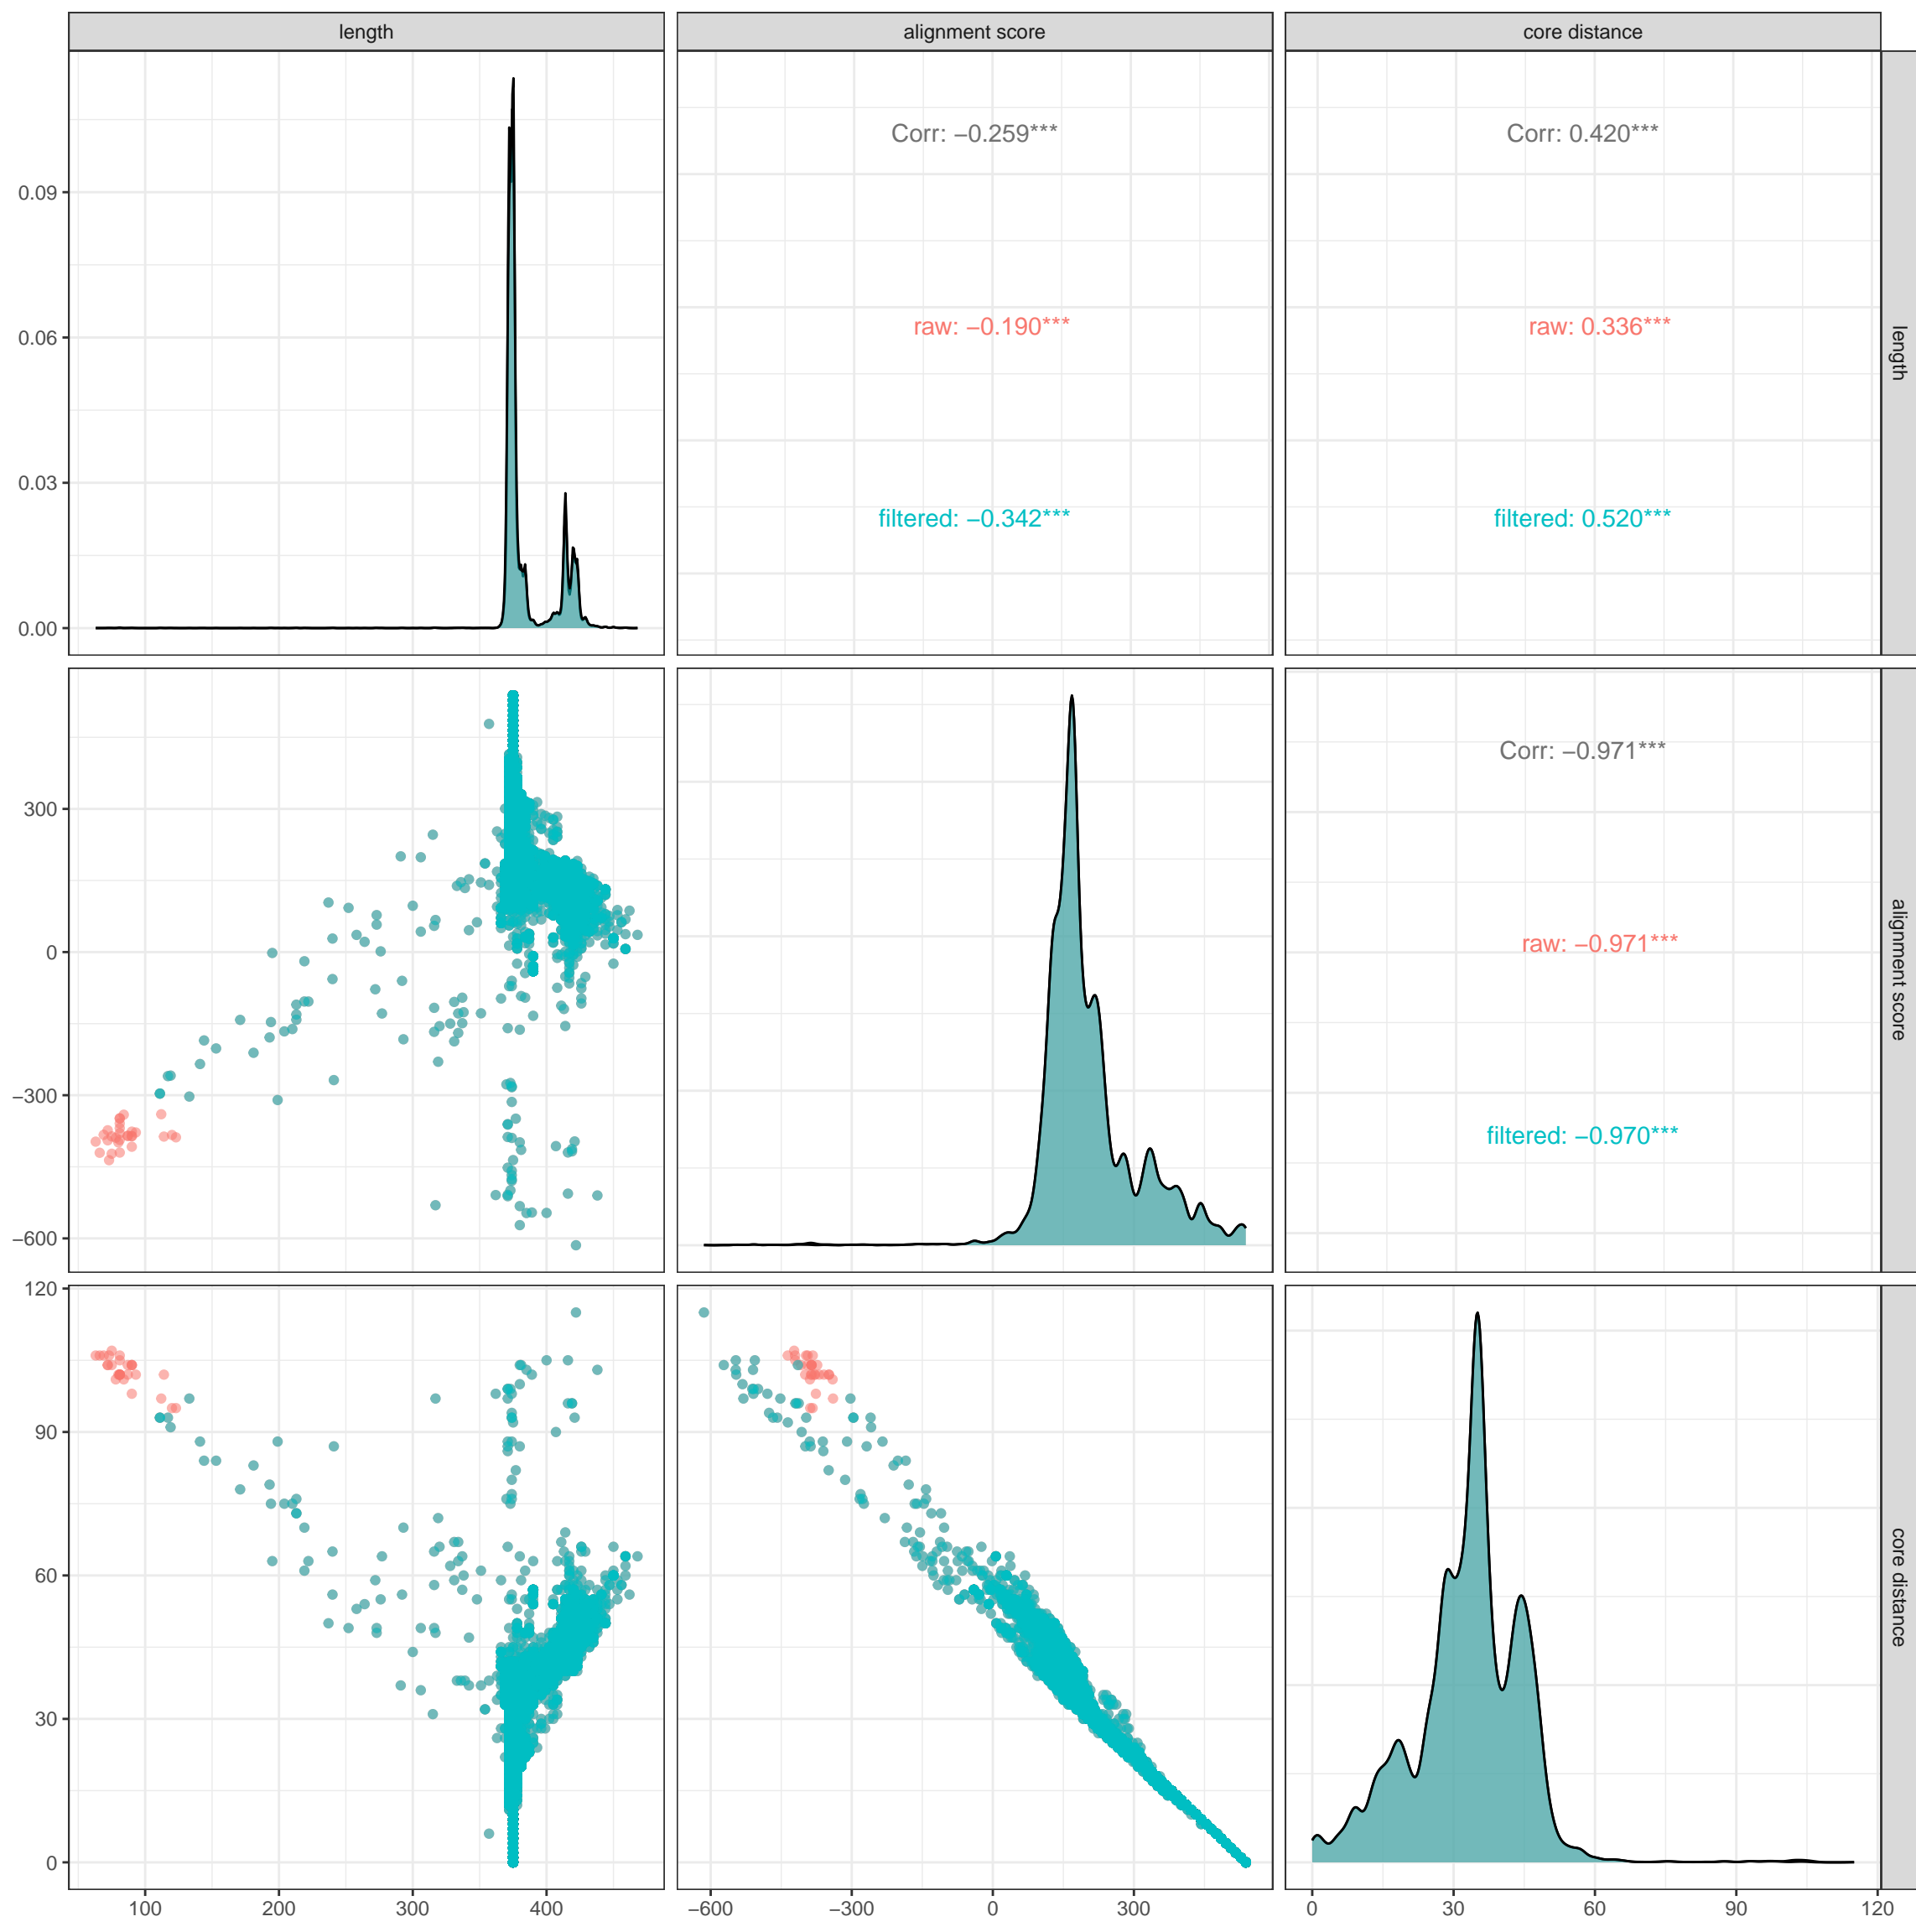 length
alignment score
core distance
0.09
0.06
0.03
0.00
Corr: −0.259***
raw: −0.190***
filtered: −0.342***
Corr: 0.420***
raw: 0.336***
filtered: 0.520***
length
300
0
−300
−600
Corr: −0.971***
raw: −0.971***
filtered: −0.970***
alignment score
120
90
60
30
0
core distance
100
200
300
400
−600
−300
0
300
0
30
60
90
120